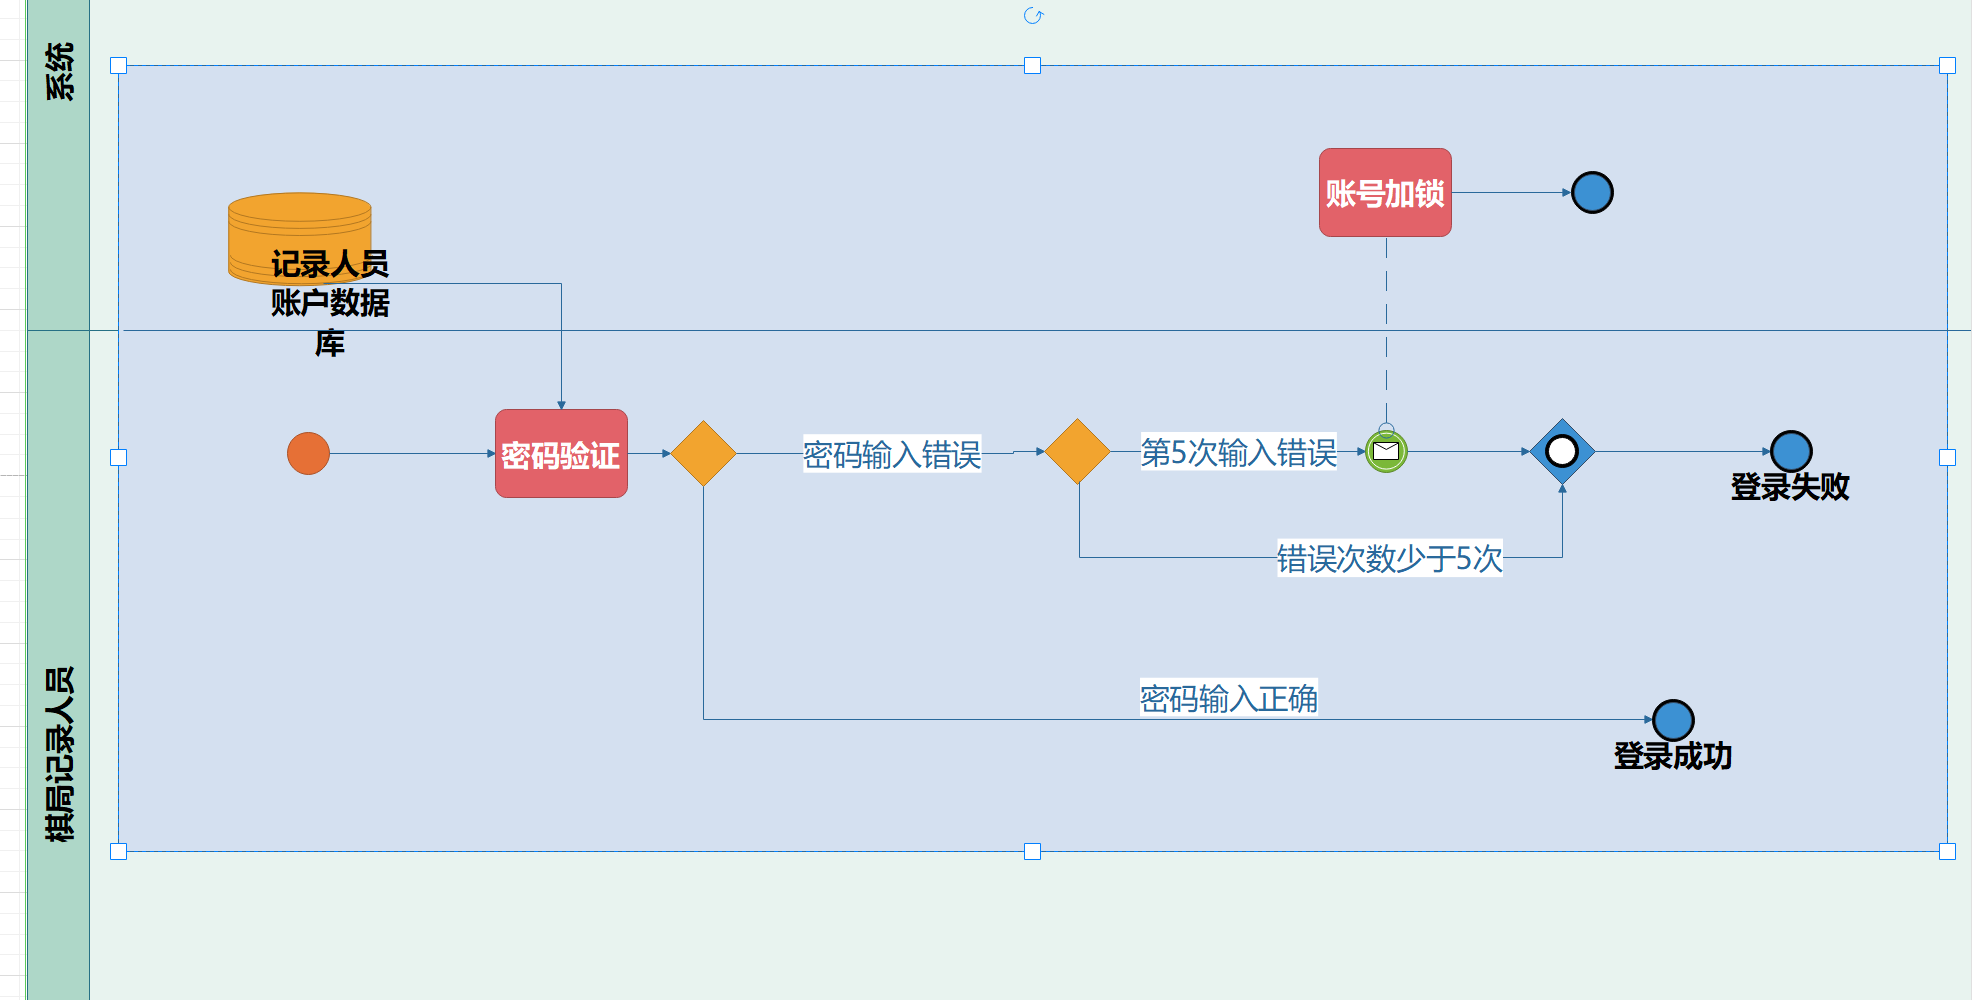 系统
账号加锁
记录人员
账户数据
库
密码验证
密码输入错误
第5次输入错误
登录失败
错误次数少于5次
密码输入正确
登录成功
棋局记录人员